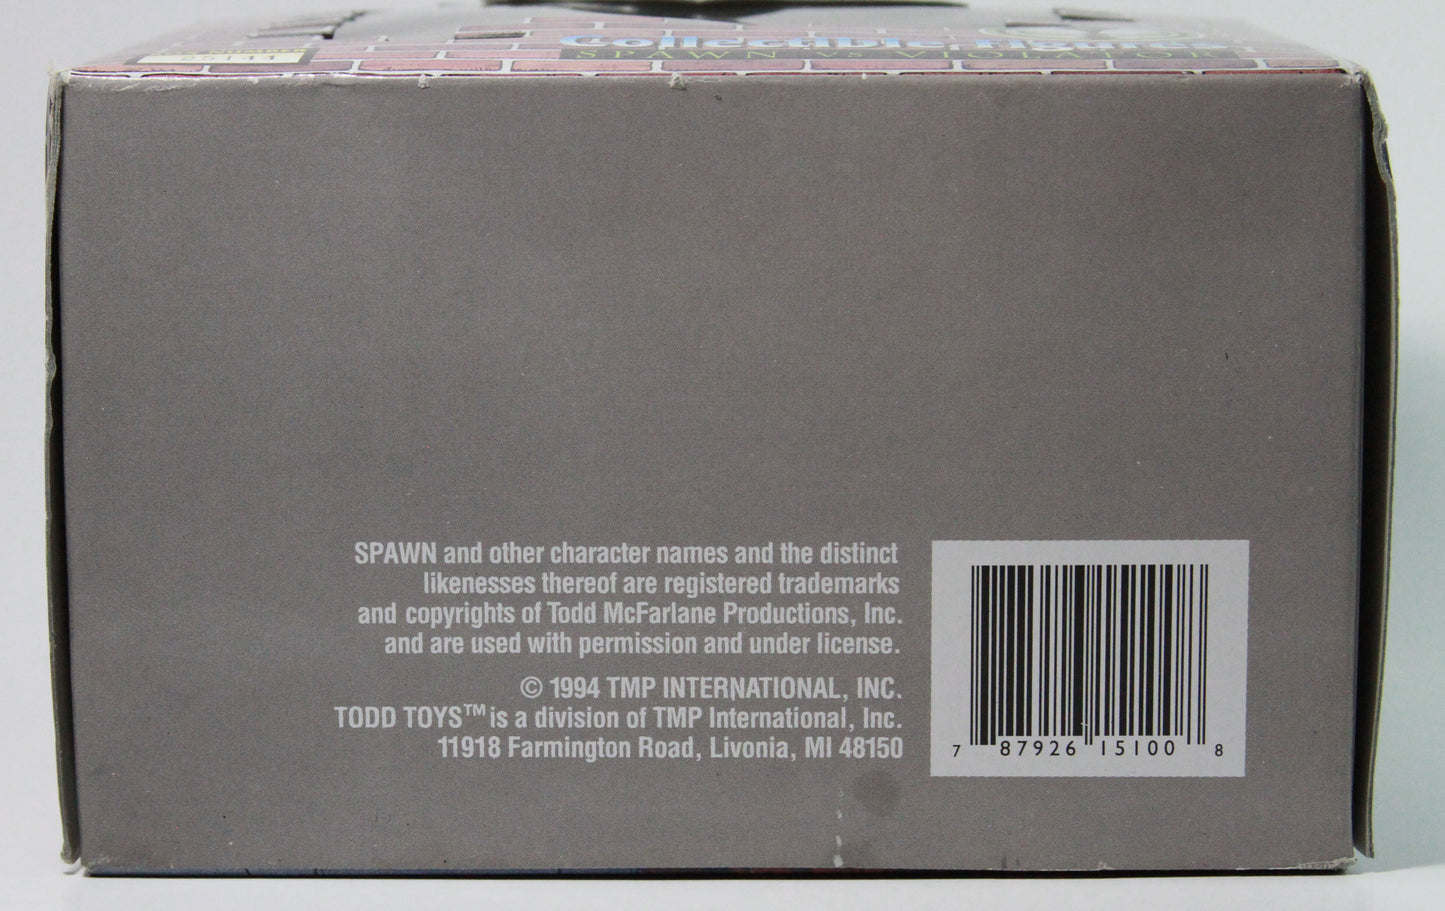 25141
Collectible figures
SPAWN / VIOLATOR
SPAWN and other character names and the distinct
likenesses thereof are registered trademarks
and copyrights of Todd McFarlane Productions, Inc.
and are used with permission and under license.
© 1994 TMP INTERNATIONAL, INC.
TODD TOYS™ is a division of TMP International, Inc.
11918 Farmington Road, Livonia, MI 48150
7 87926 15100 8